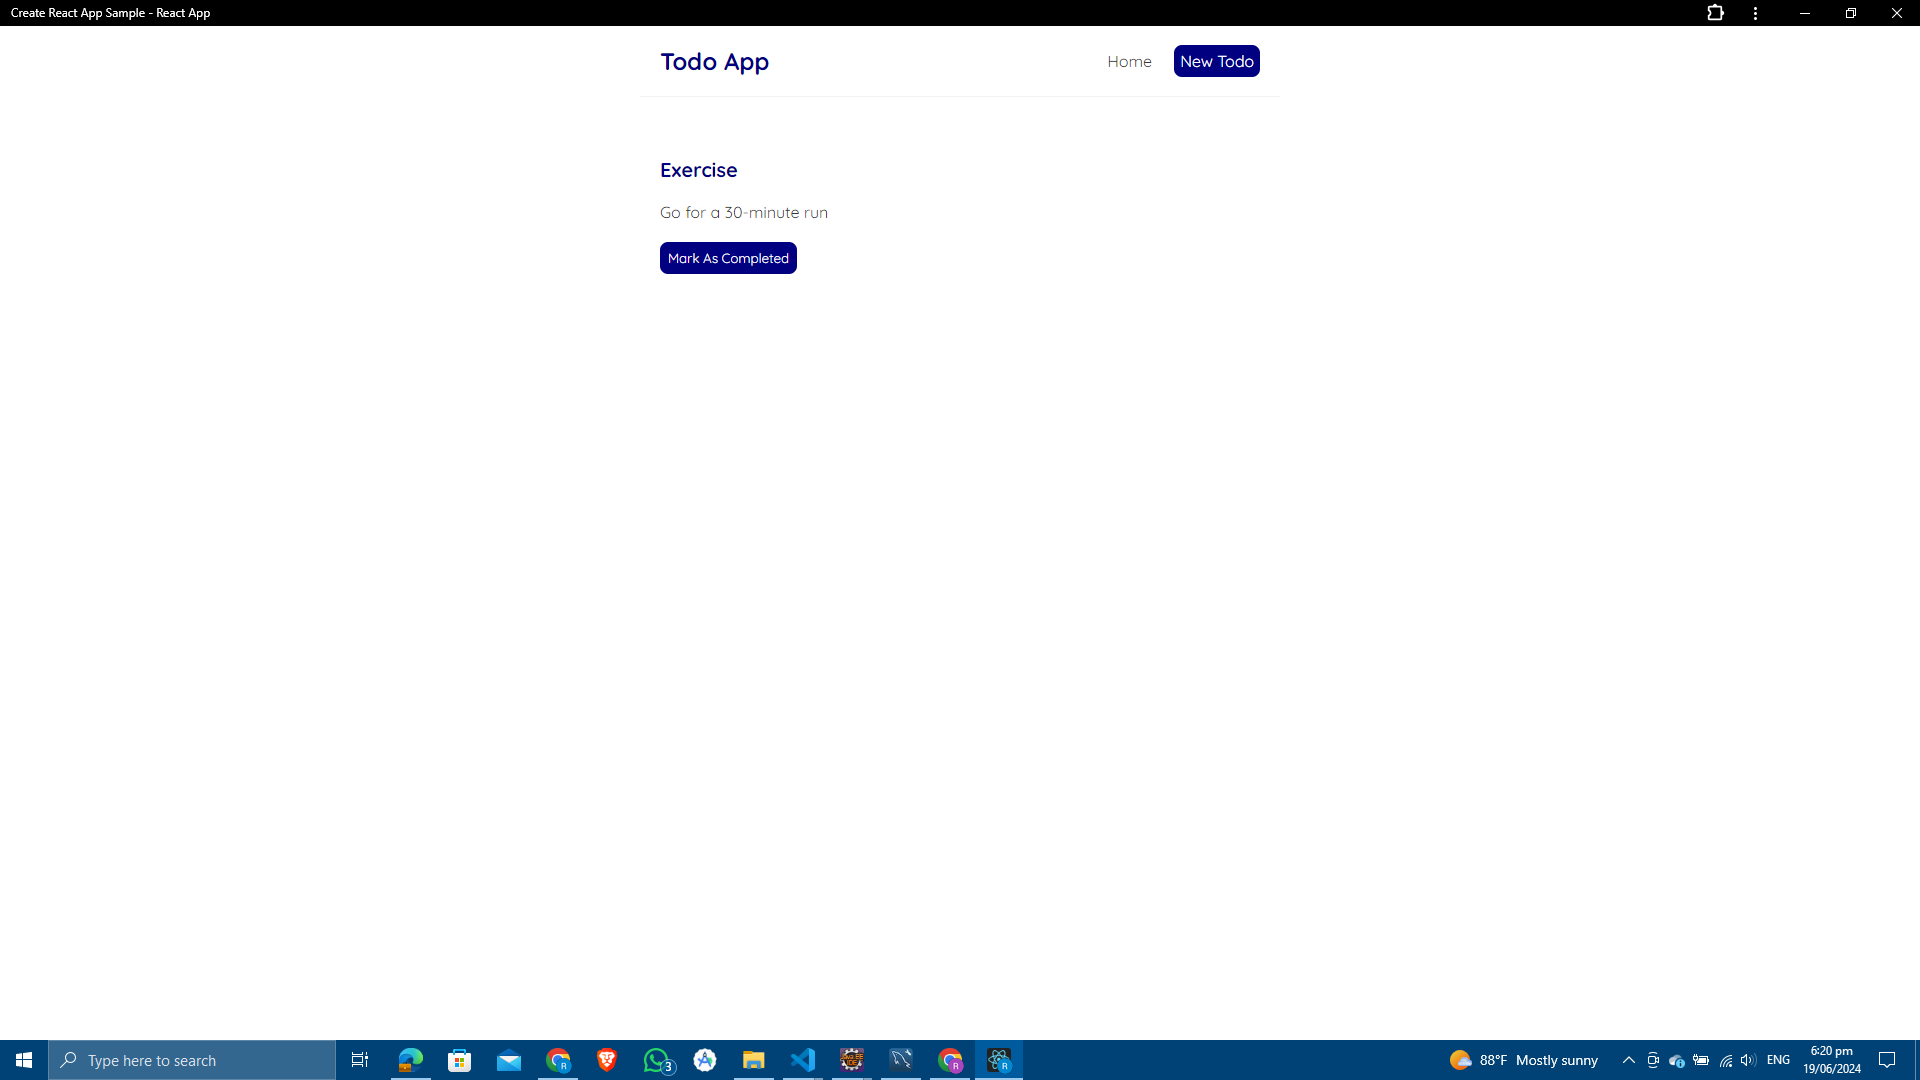 Create React App Sample - React App
Todo App
Home
New Todo
Exercise
Go for a 30-minute run
Mark As Completed
Type here to search
3
88°F Mostly sunny
ENG
6:20 pm
19/06/2024